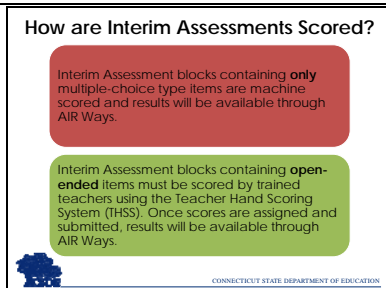 How are Interim Assessments Scored?
Interim Assessment blocks containing only
multiple-choice type items are machine
scored and results will be available through
AIR Ways.
Interim Assessment blocks containing open-
ended items must be scored by trained
teachers using the Teacher Hand Scoring
System (THSS). Once scores are assigned and
submitted, results will be available through
AIR Ways.
CONNECTICUT STATE DEPARTMENT OF EDUCATION